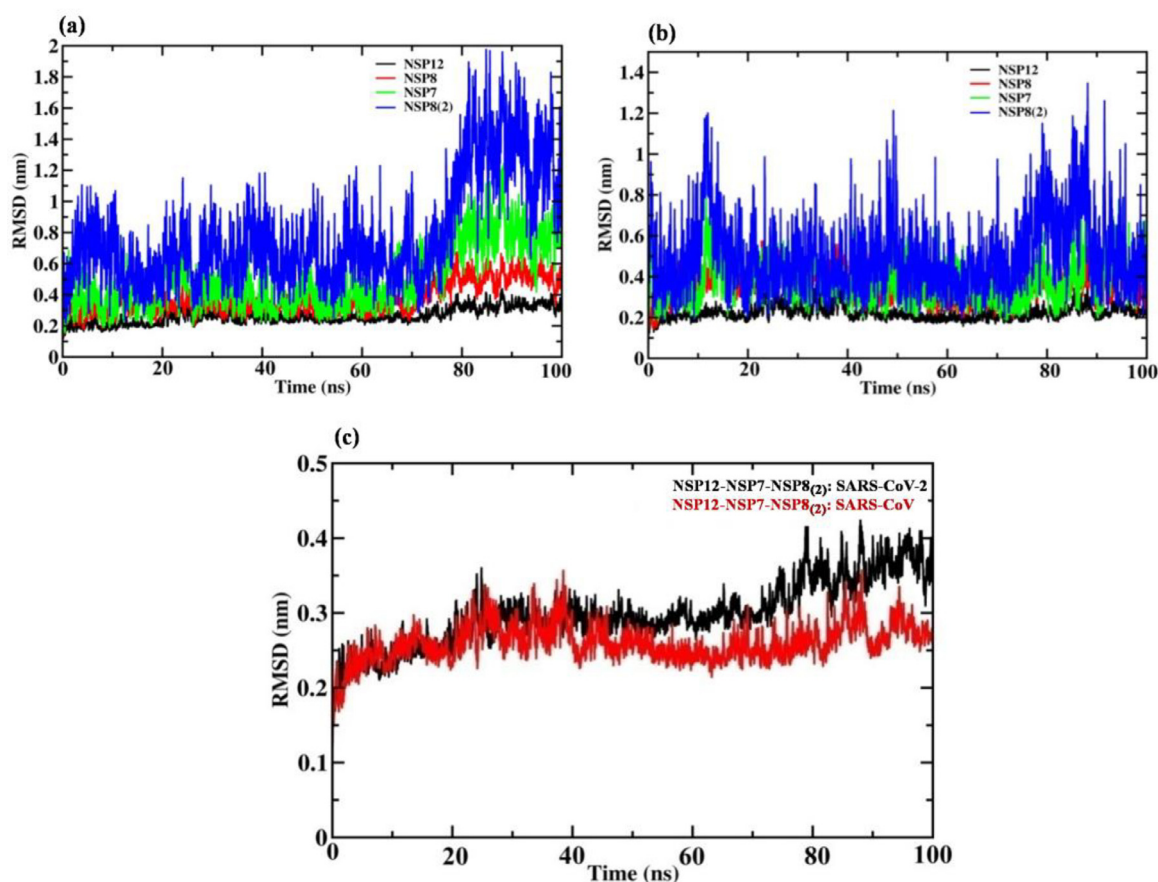 (a)
2
1.8
1.6
1.4
1.2
1
0.8
0.6
0.4
0.2
0
RMSD (nm)
NSP12
NSP8
NSP7
NSP8(2)
0 20 40 60 80 100
Time (ns)
(b)
1.4
1.2
1
0.8
0.6
0.4
0.2
0
RMSD (nm)
NSP12
NSP8
NSP7
NSP8(2)
0 20 40 60 80 100
Time (ns)
(c)
0.5
0.4
0.3
0.2
0.1
0
RMSD (nm)
NSP12-NSP7-NSP8(2): SARS-CoV-2
NSP12-NSP7-NSP8(2): SARS-CoV
0 20 40 60 80 100
Time (ns)